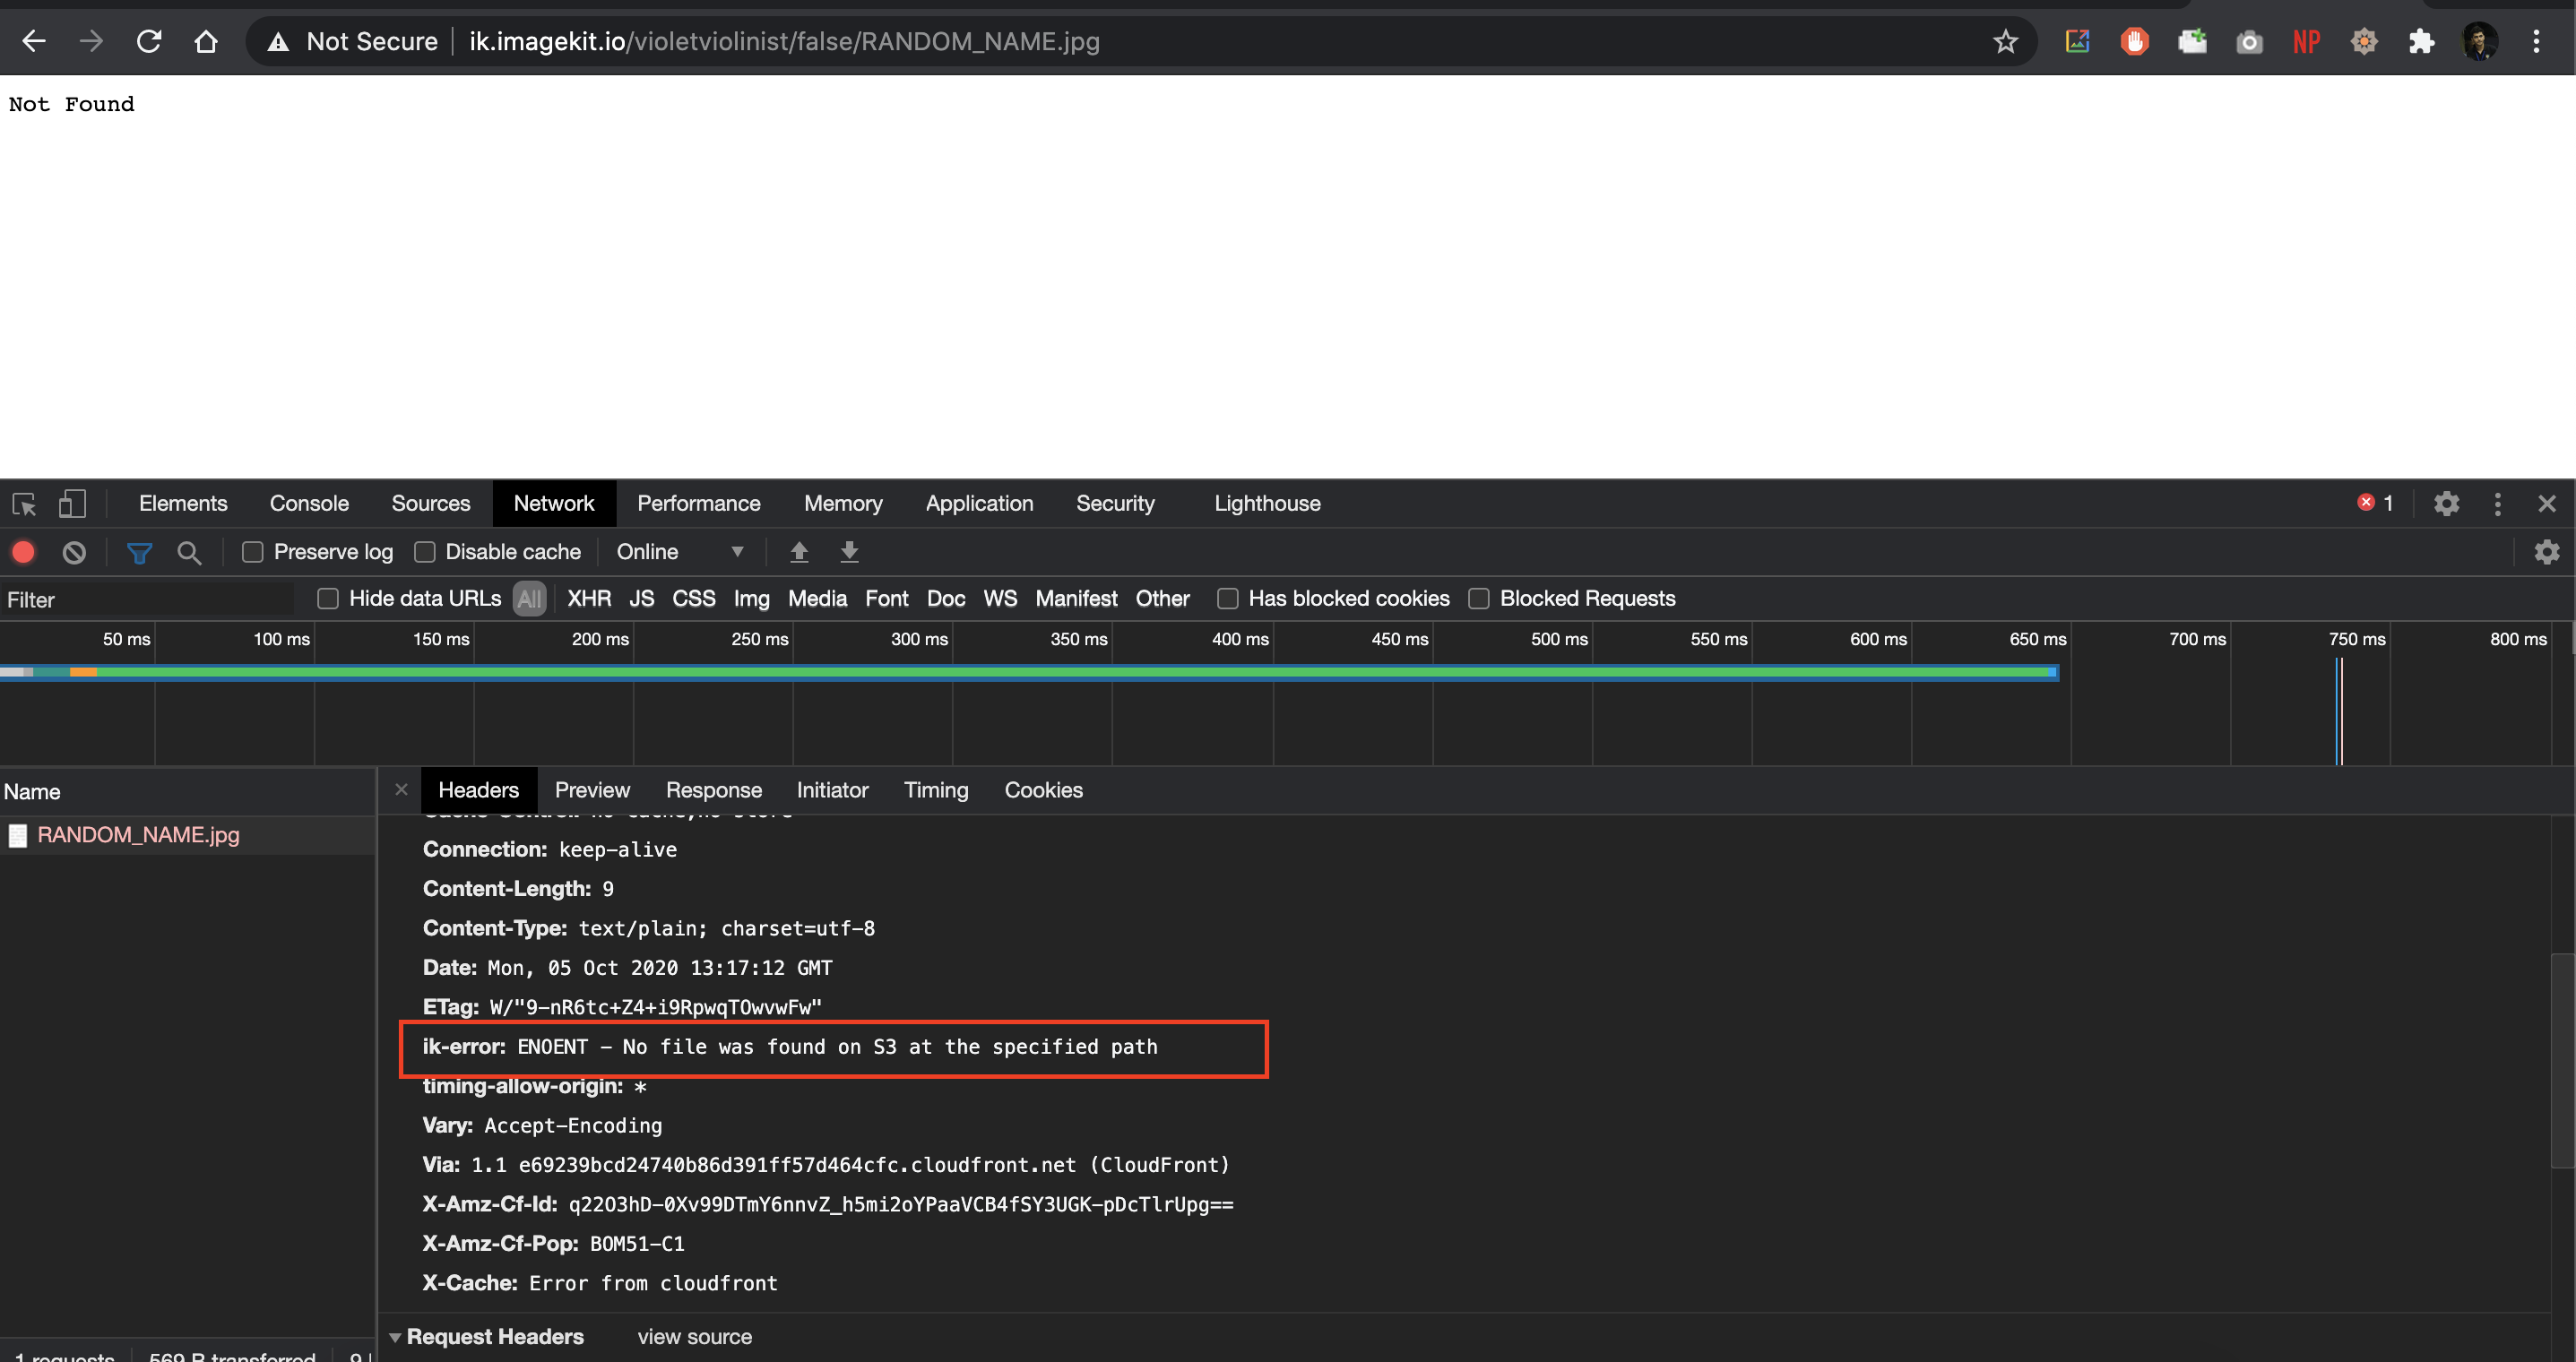 Not Secure ik.imagekit.io/violetviolinist/false/RANDOM_NAME.jpg NP
Not Found
Elements Console Sources Network Performance Memory Application Security Lighthouse 1
Preserve log Disable cache Online
Filter Hide data URLs All XHR JS CSS Img Media Font Doc WS Manifest Other Has blocked cookies Blocked Requests
50 ms 100 ms 150 ms 200 ms 250 ms 300 ms 350 ms 400 ms 450 ms 500 ms 550 ms 600 ms 650 ms 700 ms 750 ms 800 ms
Name
RANDOM_NAME.jpg
Headers Preview Response Initiator Timing Cookies
Cache-Control: no-cache,no-store
Connection: keep-alive
Content-Length: 9
Content-Type: text/plain; charset=utf-8
Date: Mon, 05 Oct 2020 13:17:12 GMT
ETag: W/"9-nR6tc+Z4+i9RpwqTOwvwFw"
ik-error: ENOENT - No file was found on S3 at the specified path
timing-allow-origin: *
Vary: Accept-Encoding
Via: 1.1 e69239bcd24740b86d391ff57d464cfc.cloudfront.net (CloudFront)
X-Amz-Cf-Id: q22O3hD-0Xv99DTmY6nnvZ_h5mi2oYPaaVCB4fSY3UGK-pDcTlrUpg==
X-Amz-Cf-Pop: BOM51-C1
X-Cache: Error from cloudfront
Request Headers view source
1 requests 569 B transferred 9